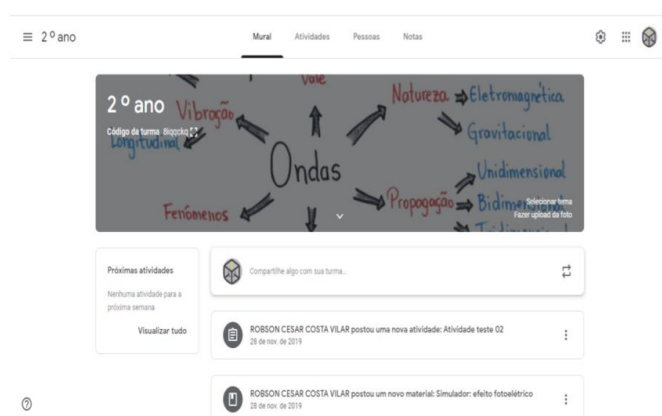 2 º ano
Mural Atividades Pessoas Notas
2 º ano
Código da turma
Vibração
Longitudinal
Vale
Natureza
Eletromagnética
Gravitacional
Ondas
Fenômenos
Propagação
Unidimensional
Bidimensional
Selecionar tema
Fazer upload da foto
Próximas atividades
Nenhuma atividade para a
próxima semana
Visualizar tudo
Compartilhe algo com sua turma...
ROBSON CESAR COSTA VILAR postou uma nova atividade: Atividade teste 02
28 de nov. de 2019
ROBSON CESAR COSTA VILAR postou um novo material: Simulador: efeito fotoelétrico
28 de nov. de 2019